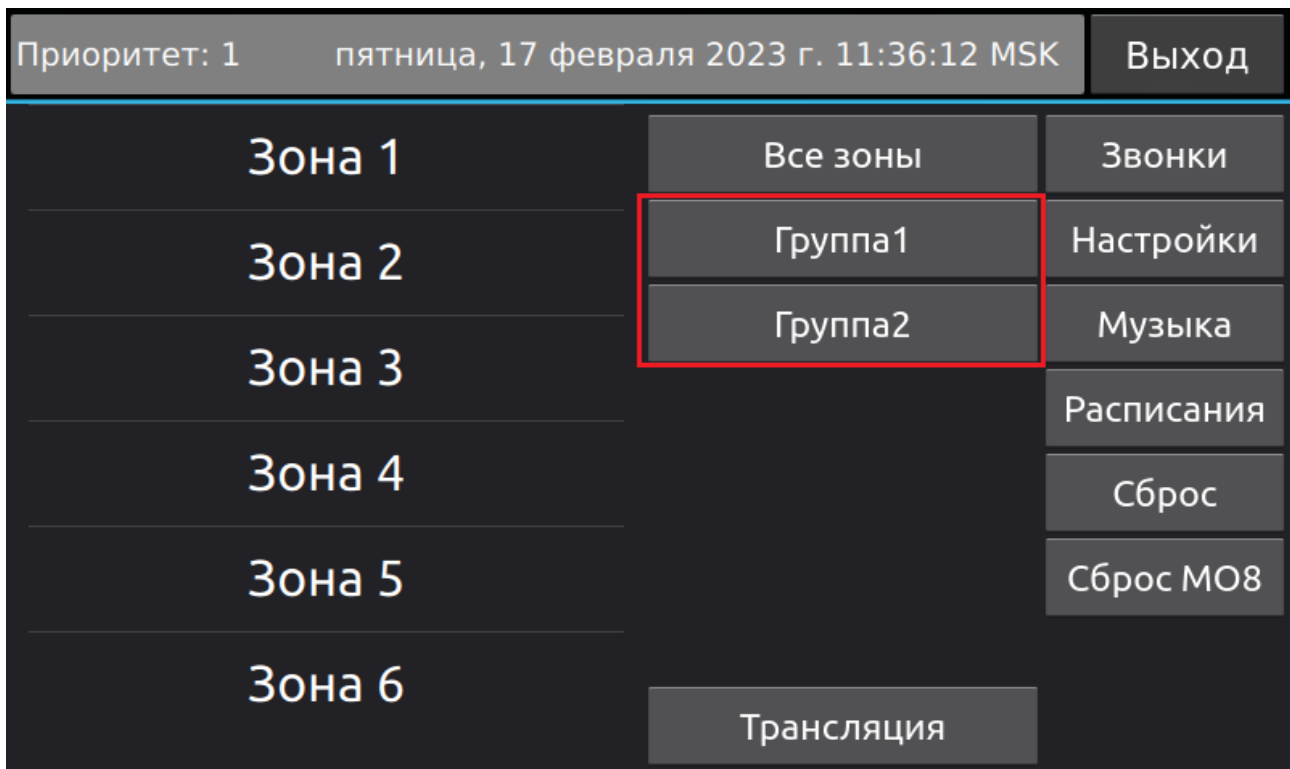 Приоритет: 1 пятница, 17 февраля 2023 г. 11:36:12 MSK Выход
Зона 1
Зона 2
Зона 3
Зона 4
Зона 5
Зона 6
Все зоны
Группа1
Группа2
Трансляция
Звонки
Настройки
Музыка
Расписания
Сброс
Сброс МО8